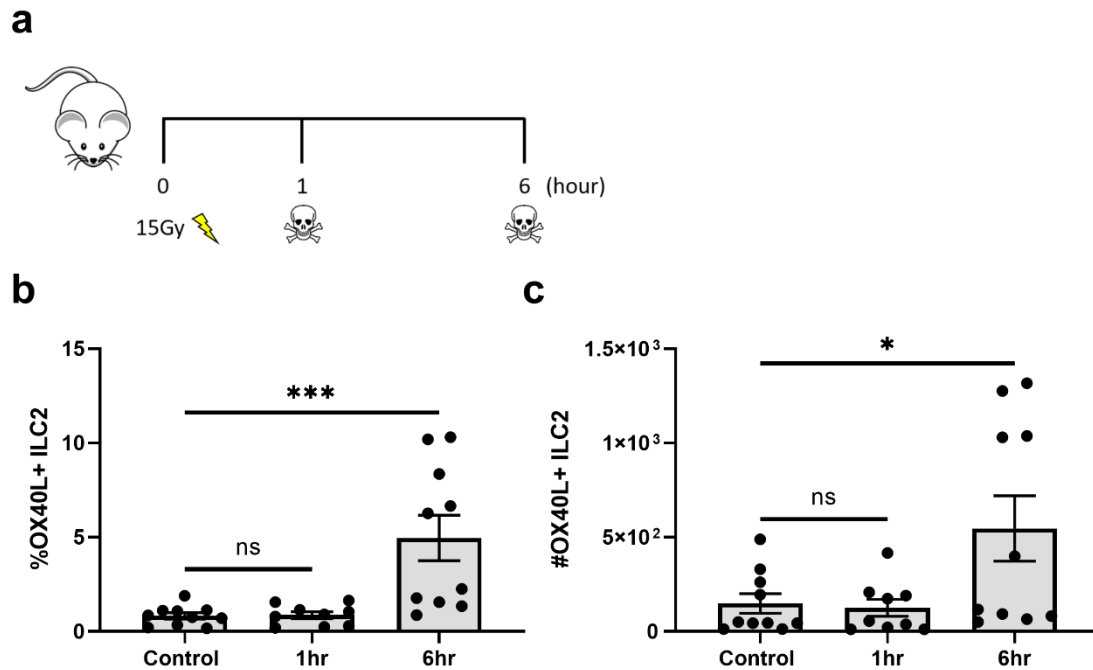 a
0
1
6 (hour)
15Gy
b
c
%OX40L+ ILC2
15
10
5
0
***
ns
Control
1hr
6hr
#OX40L+ ILC2
1.5×10³
1×10³
5×10²
0
*
ns
Control
1hr
6hr